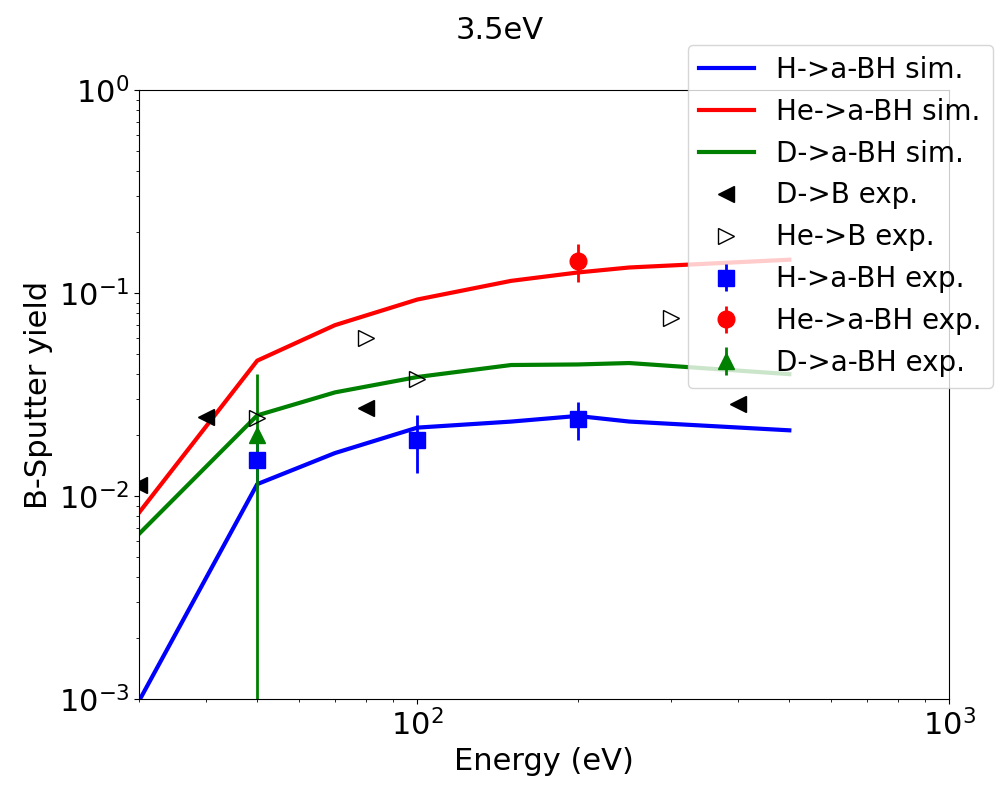 3.5eV
H->a-BH sim.
He->a-BH sim.
D->a-BH sim.
D->B exp.
He->B exp.
H->a-BH exp.
He->a-BH exp.
D->a-BH exp.
B-Sputter yield
10⁰
10⁻¹
10⁻²
10⁻³
10²
10³
Energy (eV)